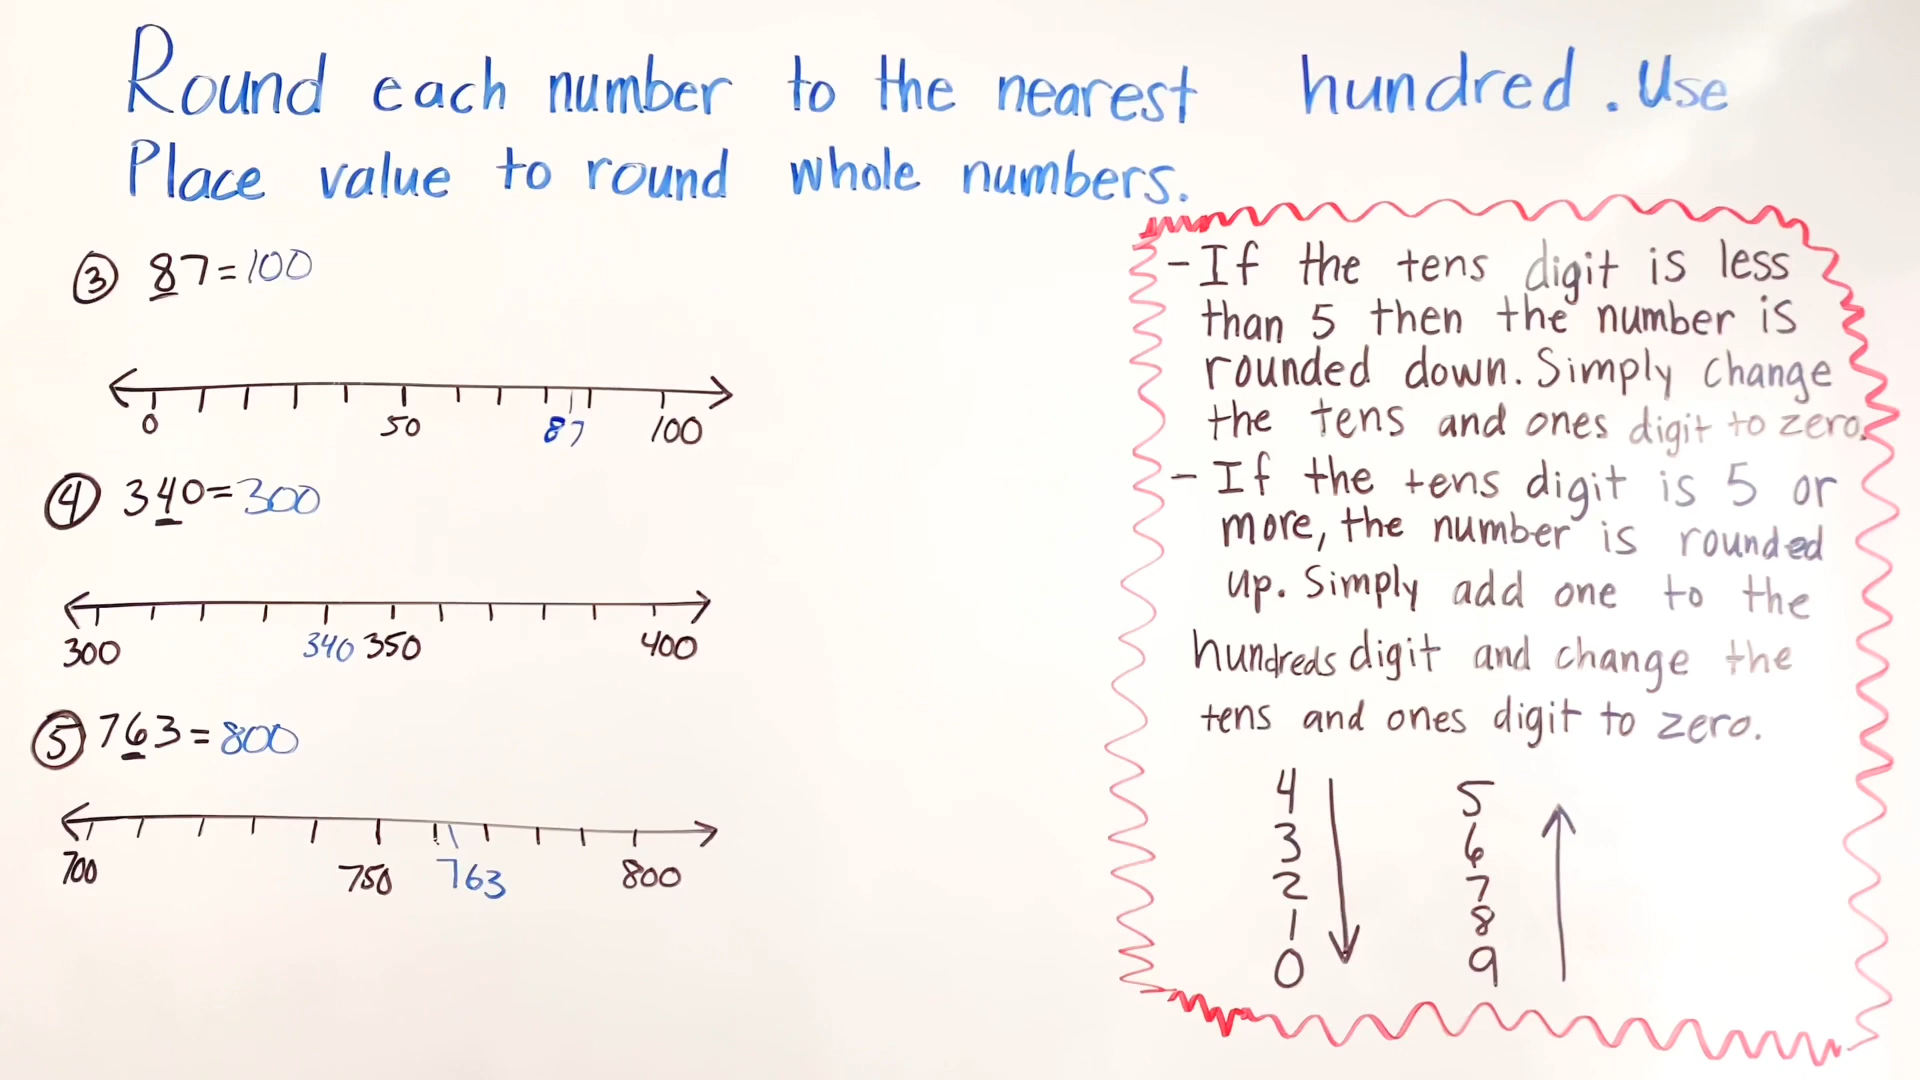 Round each number to the nearest hundred. Use
Place value to round whole numbers.
③ 87=100
0 50 87 100
④ 340=300
300 340 350 400
⑤ 763=800
700 750 763 800
- If the tens digit is less
than 5 then the number is
rounded down. Simply change
the tens and ones digit to zero.
- If the tens digit is 5 or
more, the number is rounded
up. Simply add one to the
hundreds digit and change the
tens and ones digit to zero.
4 5
3 6
2 7
1 8
0 9